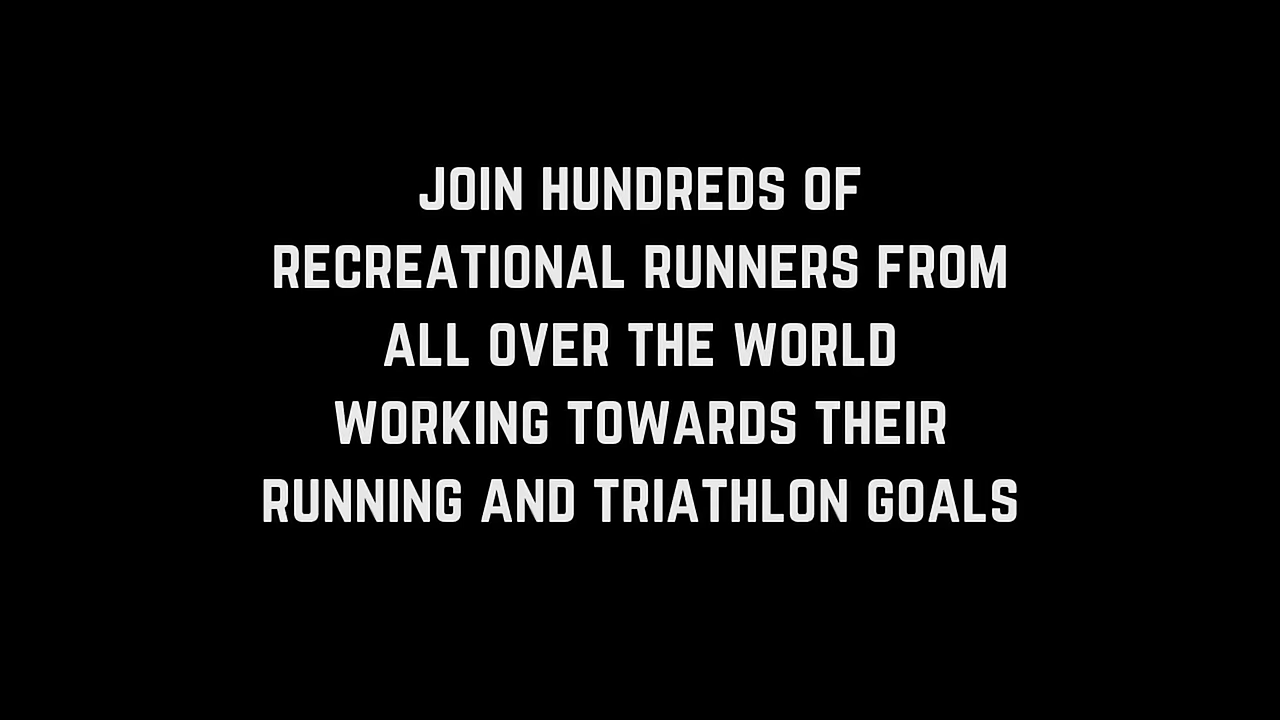 JOIN HUNDREDS OF
RECREATIONAL RUNNERS FROM
ALL OVER THE WORLD
WORKING TOWARDS THEIR
RUNNING AND TRIATHLON GOALS